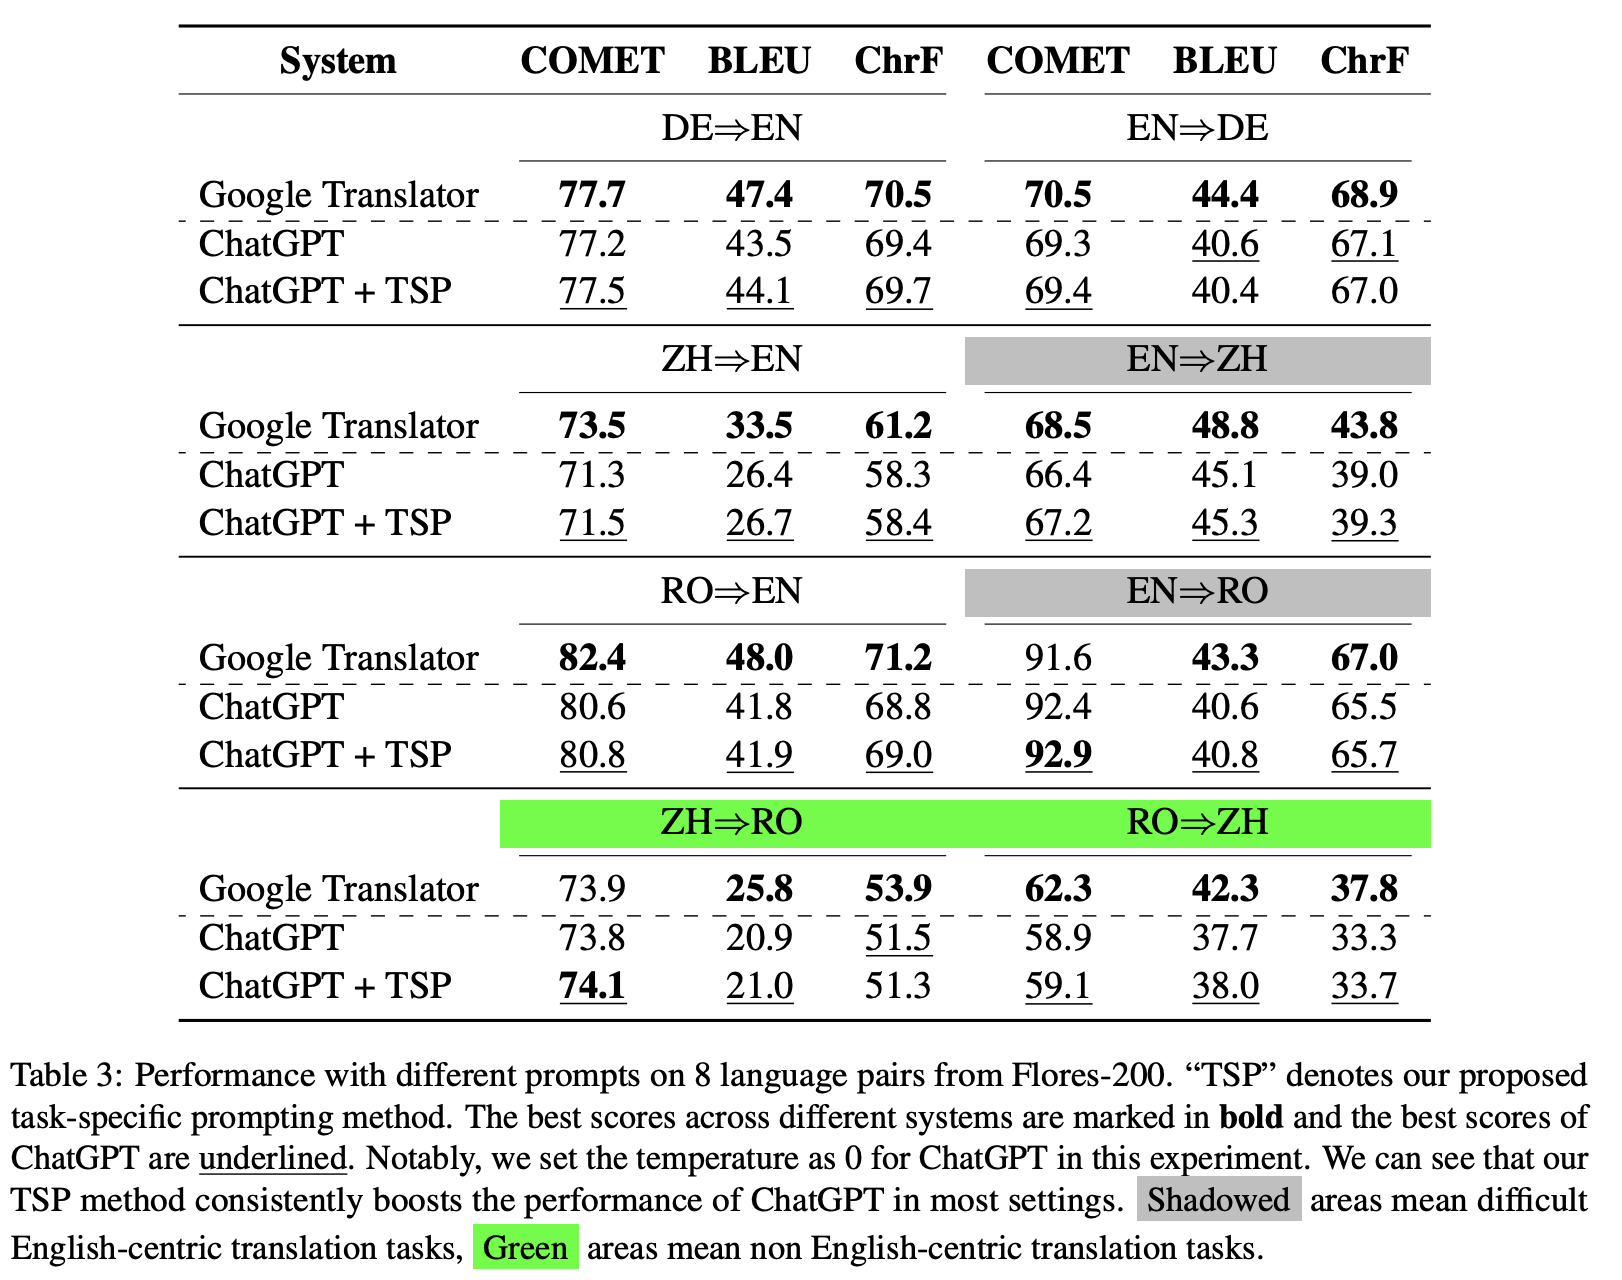 System COMET BLEU ChrF COMET BLEU ChrF
DE⇒EN EN⇒DE
Google Translator 77.7 47.4 70.5 70.5 44.4 68.9
ChatGPT 77.2 43.5 69.4 69.3 40.6 67.1
ChatGPT + TSP 77.5 44.1 69.7 69.4 40.4 67.0
ZH⇒EN EN⇒ZH
Google Translator 73.5 33.5 61.2 68.5 48.8 43.8
ChatGPT 71.3 26.4 58.3 66.4 45.1 39.0
ChatGPT + TSP 71.5 26.7 58.4 67.2 45.3 39.3
RO⇒EN EN⇒RO
Google Translator 82.4 48.0 71.2 91.6 43.3 67.0
ChatGPT 80.6 41.8 68.8 92.4 40.6 65.5
ChatGPT + TSP 80.8 41.9 69.0 92.9 40.8 65.7
ZH⇒RO RO⇒ZH
Google Translator 73.9 25.8 53.9 62.3 42.3 37.8
ChatGPT 73.8 20.9 51.5 58.9 37.7 33.3
ChatGPT + TSP 74.1 21.0 51.3 59.1 38.0 33.7
Table 3: Performance with different prompts on 8 language pairs from Flores-200. “TSP” denotes our proposed
task-specific prompting method. The best scores across different systems are marked in bold and the best scores of
ChatGPT are underlined. Notably, we set the temperature as 0 for ChatGPT in this experiment. We can see that our
TSP method consistently boosts the performance of ChatGPT in most settings. Shadowed areas mean difficult
English-centric translation tasks, Green areas mean non English-centric translation tasks.